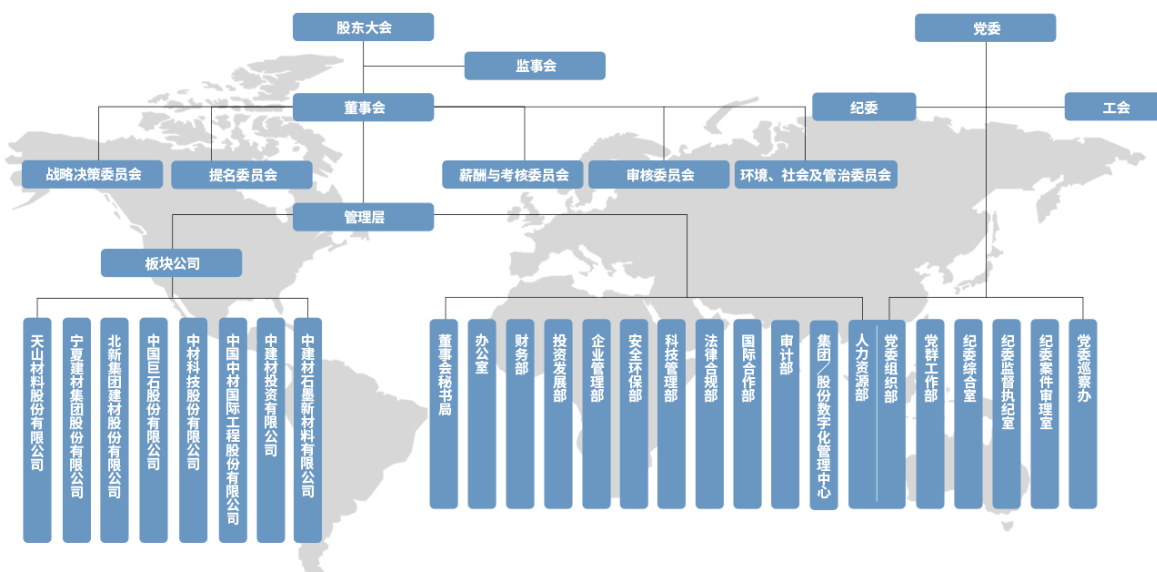 股东大会
党委
监事会
董事会
纪委
工会
战略决策委员会
提名委员会
薪酬与考核委员会
审核委员会
环境、社会及管治委员会
管理层
板块公司
天山材料股份有限公司
宁夏建材集团股份有限公司
北新集团建材股份有限公司
中国巨石股份有限公司
中材科技股份有限公司
中国中材国际工程股份有限公司
中建材投资有限公司
中建材石墨新材料有限公司
董事会秘书局
办公室
财务部
投资发展部
企业管理部
安全环保部
科技管理部
法律合规部
国际合作部
审计部
集团／股份数字化管理中心
人力资源部
党委组织部
党群工作部
纪委综合室
纪委监督执纪室
纪委案件审理室
党委巡察办